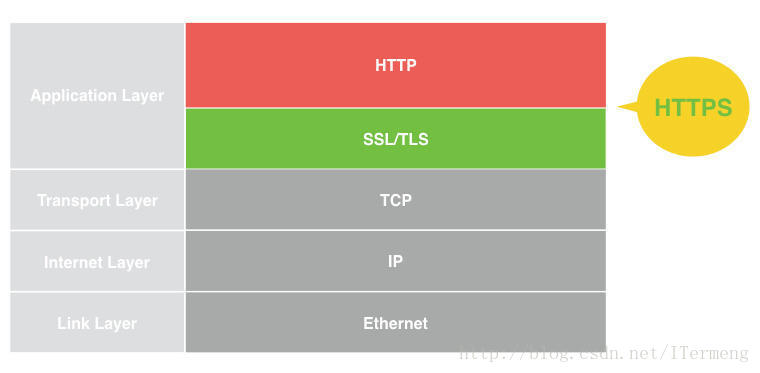 HTTP
Application Layer
HTTPS
SSL/TLS
Transport Layer
TCP
Internet Layer
IP
Link Layer
Ethernet
http://blog.csdn.net/ITermeng